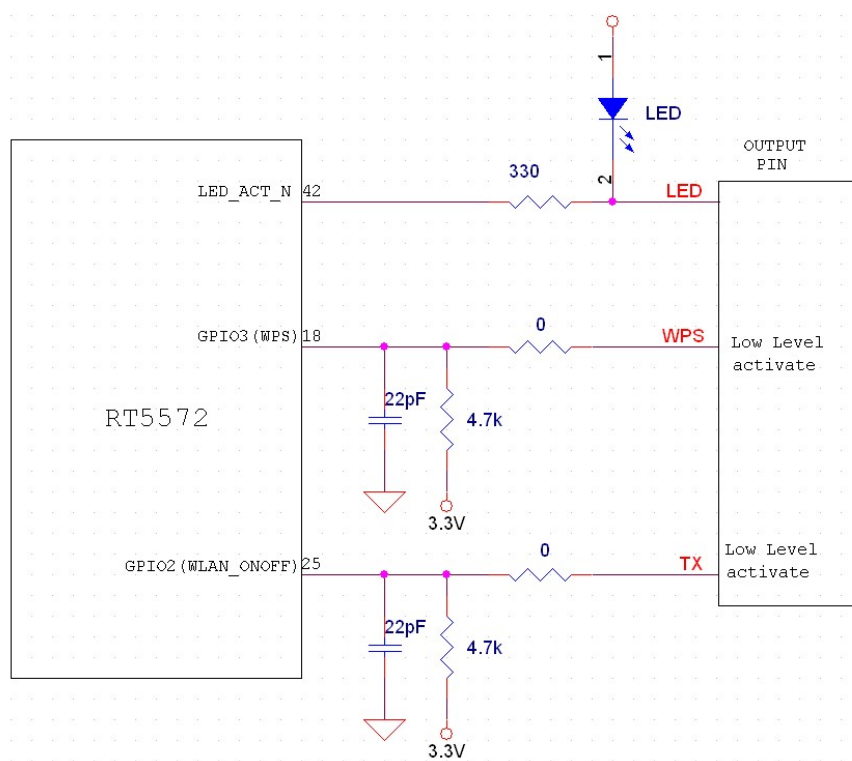 1
LED
OUTPUT
PIN
330
2
LED_ACT_N 42
LED
0
GPIO3(WPS) 18
WPS
Low Level
activate
22pF
RT5572
4.7k
3.3V
0
GPIO2(WLAN_ONOFF) 25
TX
Low Level
activate
22pF
4.7k
3.3V